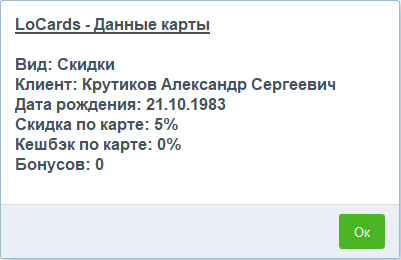 LoCards - Данные карты
Вид: Скидки
Клиент: Крутиков Александр Сергеевич
Дата рождения: 21.10.1983
Скидка по карте: 5%
Кешбэк по карте: 0%
Бонусов: 0
Ок